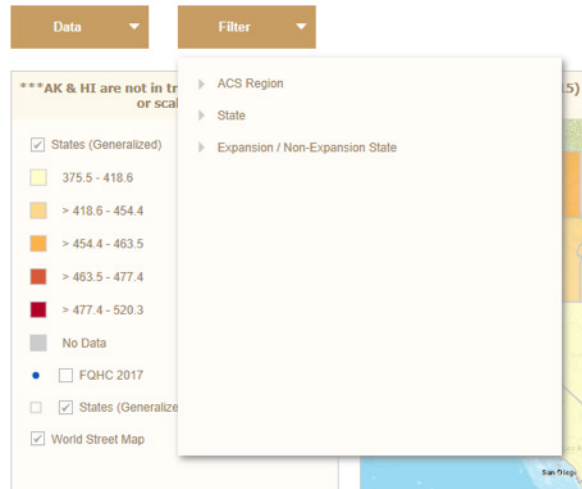 Data
Filter
***AK & HI are not in tr
or scal
15)
ACS Region
State
Expansion / Non-Expansion State
States (Generalized)
375.5 - 418.6
> 418.6 - 454.4
> 454.4 - 463.5
> 463.5 - 477.4
> 477.4 - 520.3
No Data
FQHC 2017
States (Generalize
World Street Map
San Diego